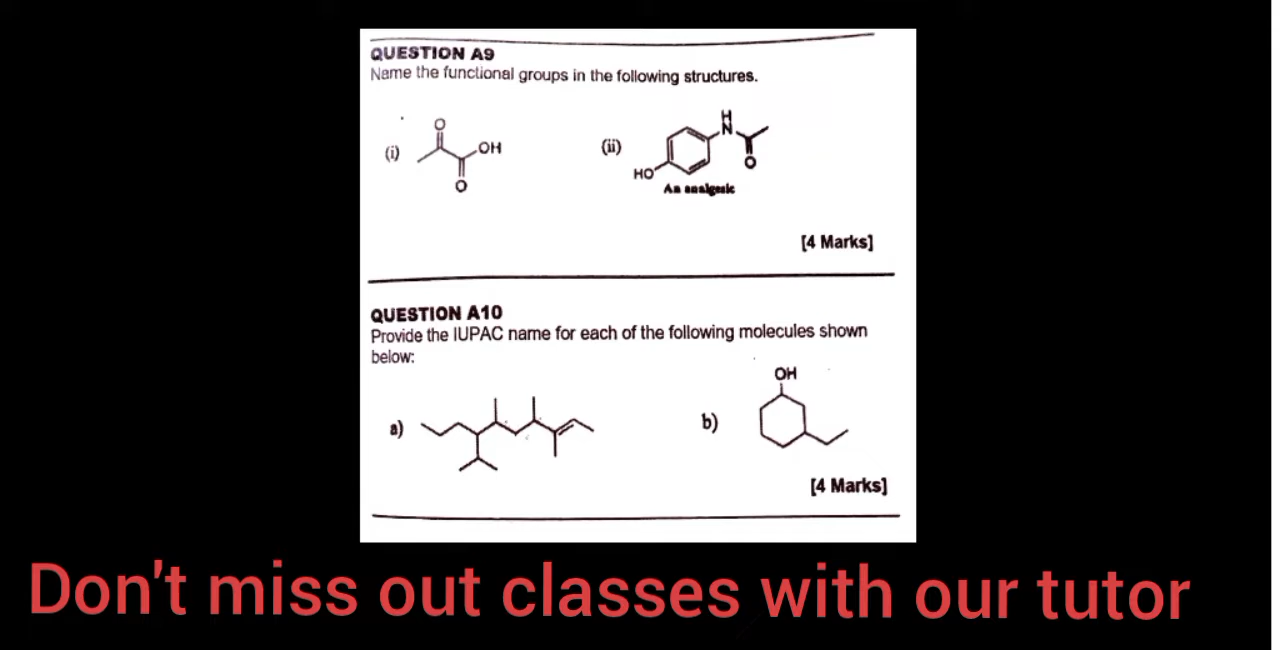 QUESTION A9
Name the functional groups in the following structures.
(i)
O
OH
O
(ii)
H
N
O
HO
An analgesic
[4 Marks]
QUESTION A10
Provide the IUPAC name for each of the following molecules shown
below:
a)
b)
OH
[4 Marks]
Don't miss out classes with our tutor